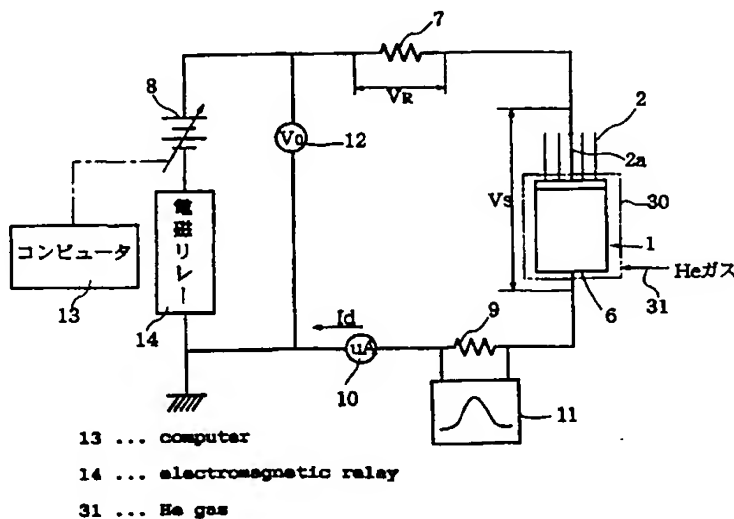 7
VR
8
2
V0
12
2a
30
VS
電磁リレー
コンピュータ
1
Heガス
31
6
13
14
Id
9
uA
10
11
13 ... computer
14 ... electromagnetic relay
31 ... He gas